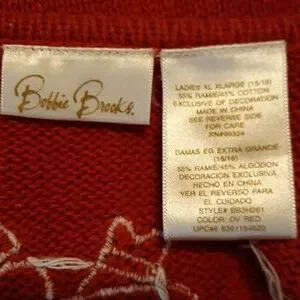 Bobbie Brooks.
LADIES XL XLARGE (16/18)
55% RAMIE/45% COTTON
EXCLUSIVE OF DECORATION
MADE IN CHINA
SEE REVERSE SIDE
FOR CARE
DAMAS EG EXTRA GRANDE
(16/18)
55% RAMIE/45% ALGODON
DECORACION EXCLUSIVA
HECHO EN CHINA
VER EL REVERSO PARA
EL CUIDADO
COLOR OV RED